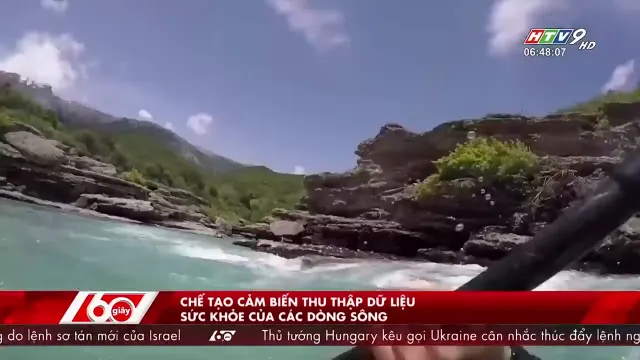 HTV9 HD
06:48:07
60 giây
CHẾ TẠO CẢM BIẾN THU THẬP DỮ LIỆU
SỨC KHỎE CỦA CÁC DÒNG SÔNG
g do lệnh sơ tán mới của Israel 60 Thủ tướng Hungary kêu gọi Ukraine cân nhắc thúc đẩy lệnh ng